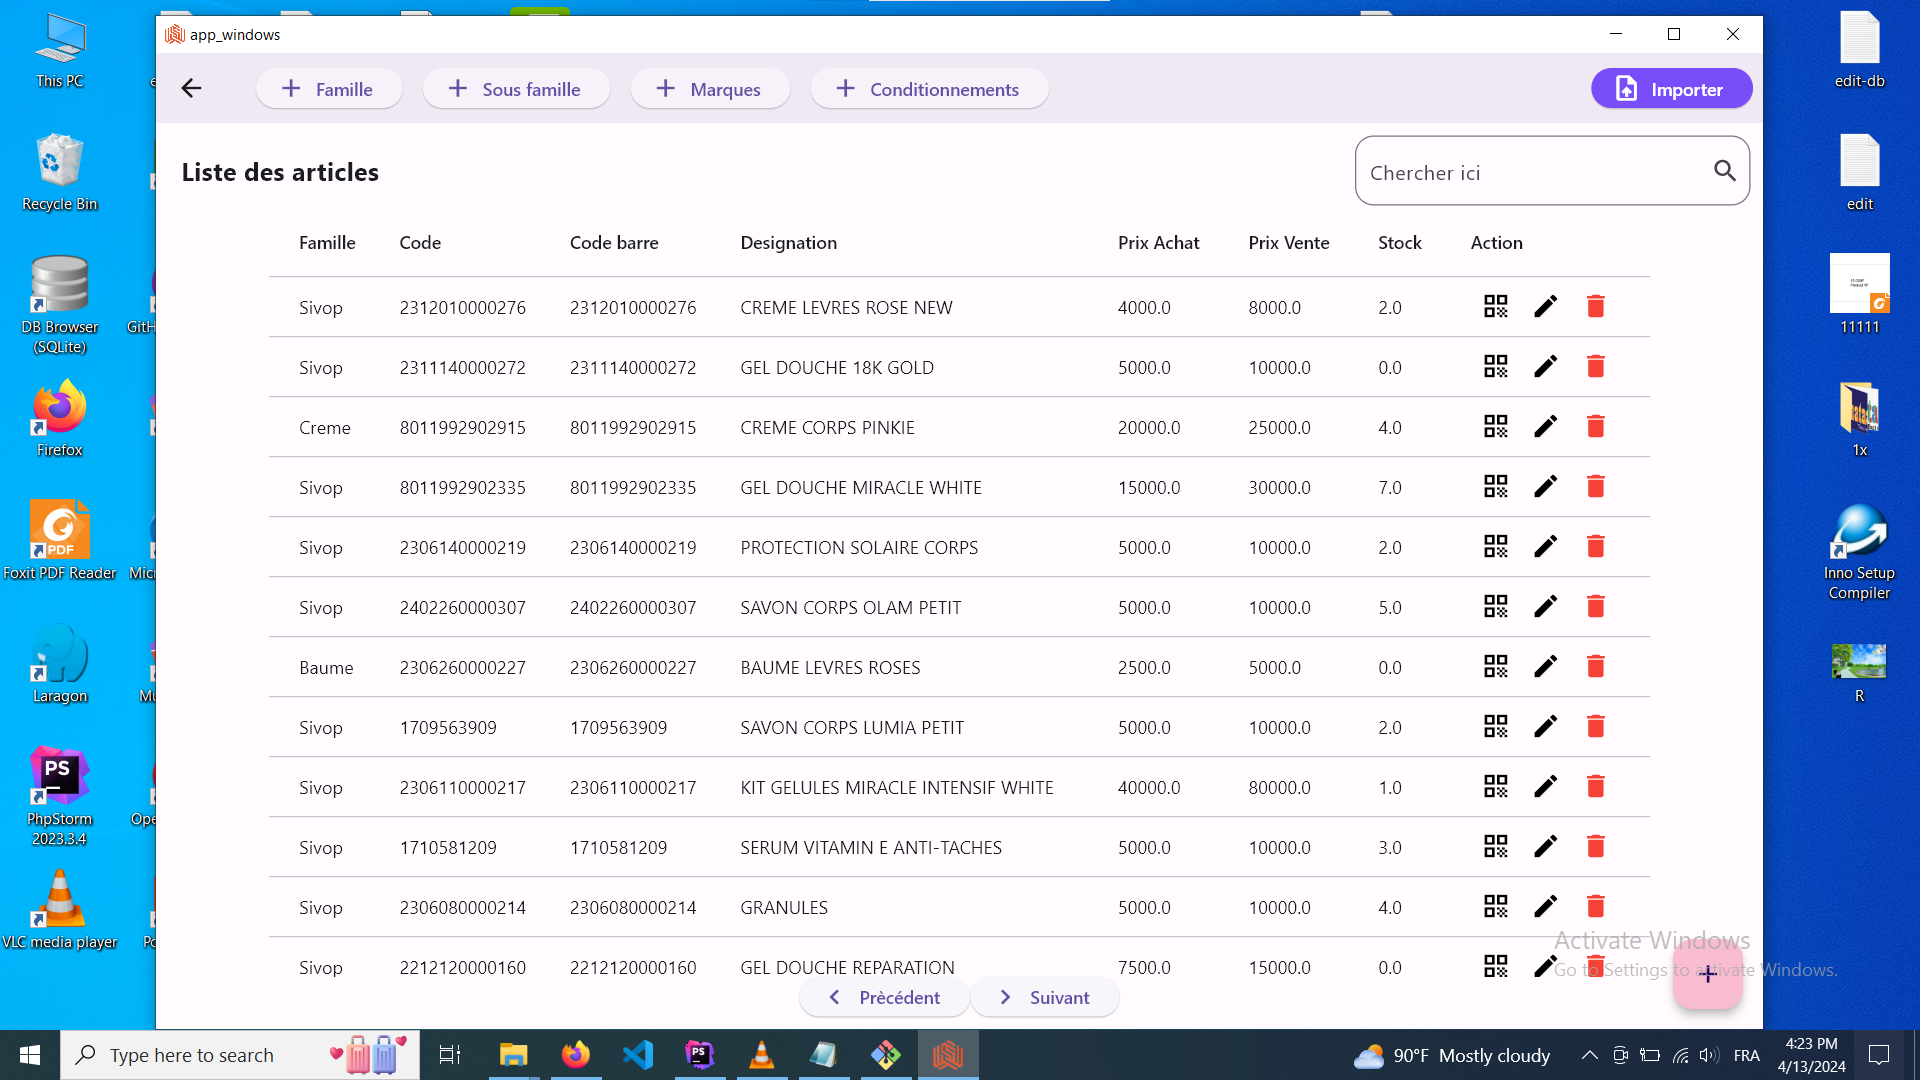 app_windows
Famille
Sous famille
Marques
Conditionnements
Importer
Liste des articles
Chercher ici
Famille Code Code barre Designation Prix Achat Prix Vente Stock Action
Sivop 2312010000276 2312010000276 CREME LEVRES ROSE NEW 4000.0 8000.0 2.0
Sivop 2311140000272 2311140000272 GEL DOUCHE 18K GOLD 5000.0 10000.0 0.0
Creme 8011992902915 8011992902915 CREME CORPS PINKIE 20000.0 25000.0 4.0
Sivop 8011992902335 8011992902335 GEL DOUCHE MIRACLE WHITE 15000.0 30000.0 7.0
Sivop 2306140000219 2306140000219 PROTECTION SOLAIRE CORPS 5000.0 10000.0 2.0
Sivop 2402260000307 2402260000307 SAVON CORPS OLAM PETIT 5000.0 10000.0 5.0
Baume 2306260000227 2306260000227 BAUME LEVRES ROSES 2500.0 5000.0 0.0
Sivop 1709563909 1709563909 SAVON CORPS LUMIA PETIT 5000.0 10000.0 2.0
Sivop 2306110000217 2306110000217 KIT GELULES MIRACLE INTENSIF WHITE 40000.0 80000.0 1.0
Sivop 1710581209 1710581209 SERUM VITAMIN E ANTI-TACHES 5000.0 10000.0 3.0
Sivop 2306080000214 2306080000214 GRANULES 5000.0 10000.0 4.0
Sivop 2212120000160 2212120000160 GEL DOUCHE REPARATION 7500.0 15000.0 0.0
Prècédent
Suivant
Activate Windows
Go to Settings to activate Windows.
This PC
Recycle Bin
DB Browser
(SQLite)
Firefox
PDF
Foxit PDF Reader
Laragon
PS
PhpStorm
2023.3.4
VLC media player
edit-db
edit
11111
1x
Inno Setup
Compiler
R
Type here to search
90°F Mostly cloudy
FRA
4:23 PM
4/13/2024